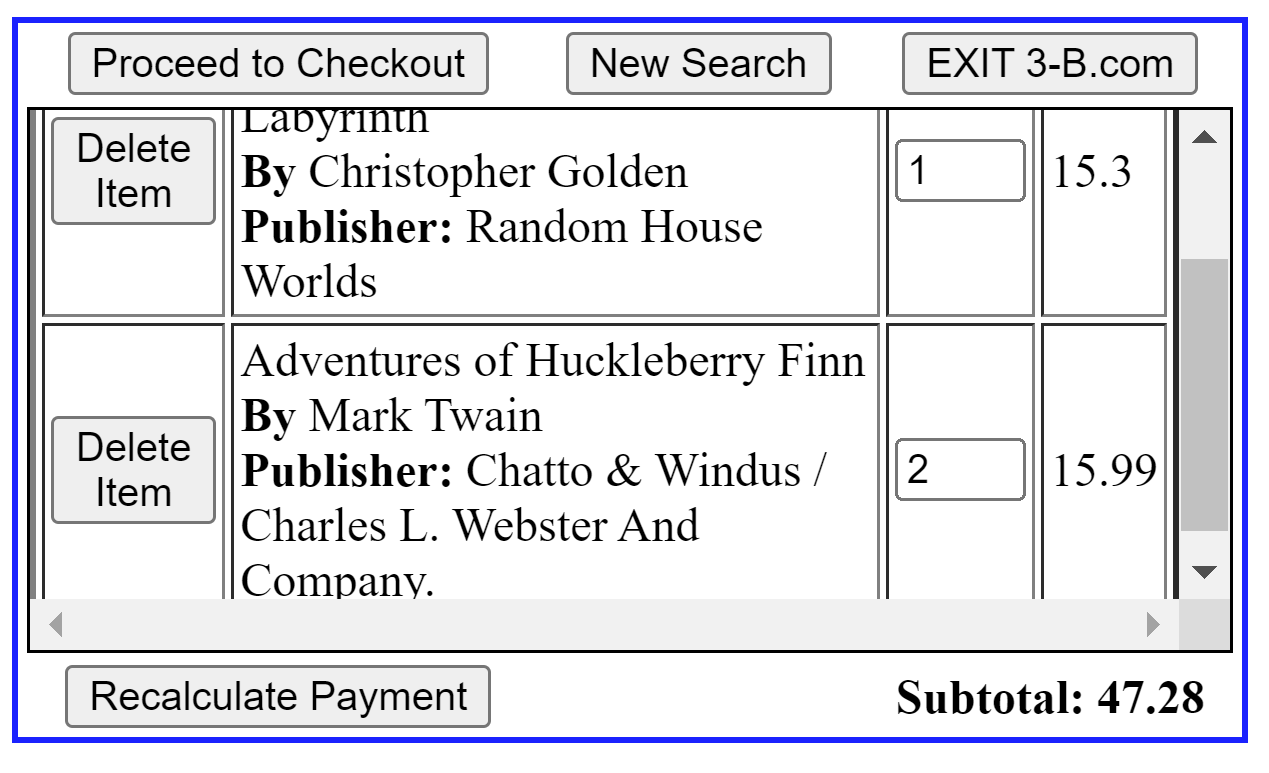 Proceed to Checkout New Search EXIT 3-B.com
Labyrinth
Delete Item
By Christopher Golden
Publisher: Random House
Worlds
1
15.3
Delete Item
Adventures of Huckleberry Finn
By Mark Twain
Publisher: Chatto & Windus /
Charles L. Webster And
Company.
2
15.99
Recalculate Payment Subtotal: 47.28